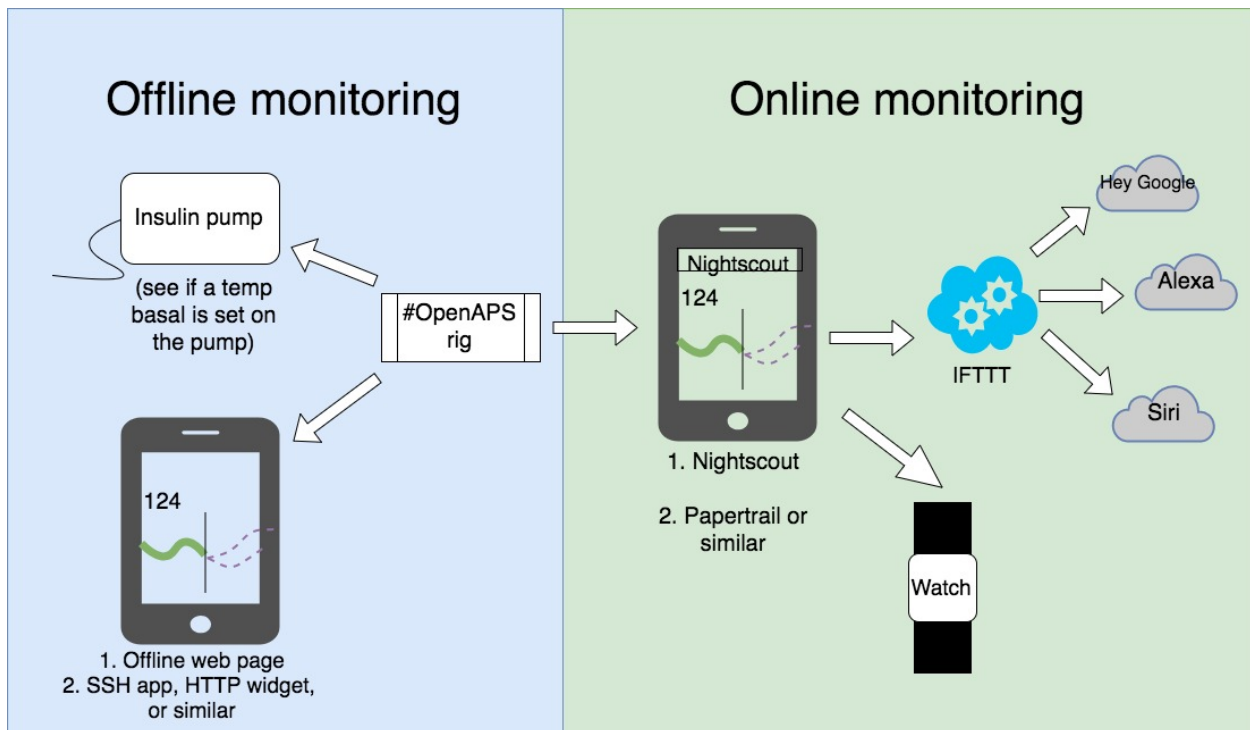 Offline monitoring
Insulin pump
(see if a temp
basal is set on
the pump)
#OpenAPS
rig
124
1. Offline web page
2. SSH app, HTTP widget,
or similar
Online monitoring
Nightscout
124
1. Nightscout
2. Papertrail or
similar
IFTTT
Hey Google
Alexa
Siri
Watch